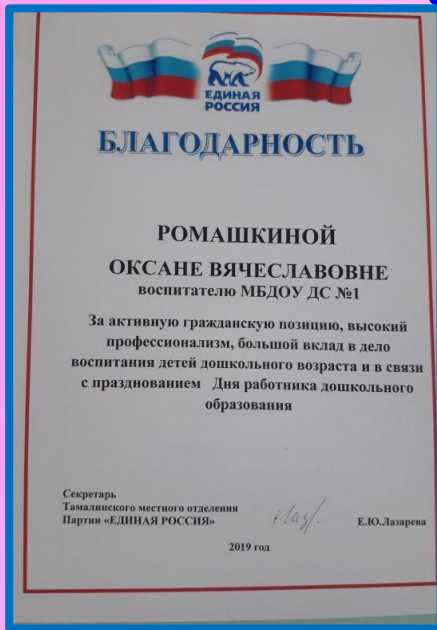 ЕДИНАЯ
РОССИЯ
БЛАГОДАРНОСТЬ
РОМАШКИНОЙ
ОКСАНЕ ВЯЧЕСЛАВОВНЕ
воспитателю МБДОУ ДС №1
За активную гражданскую позицию, высокий
профессионализм, большой вклад в дело
воспитания детей дошкольного возраста и в связи
с празднованием Дня работника дошкольного
образования
Секретарь
Тамалинского местного отделения
Партии «ЕДИНАЯ РОССИЯ» Е.Ю.Лазарева
2019 год